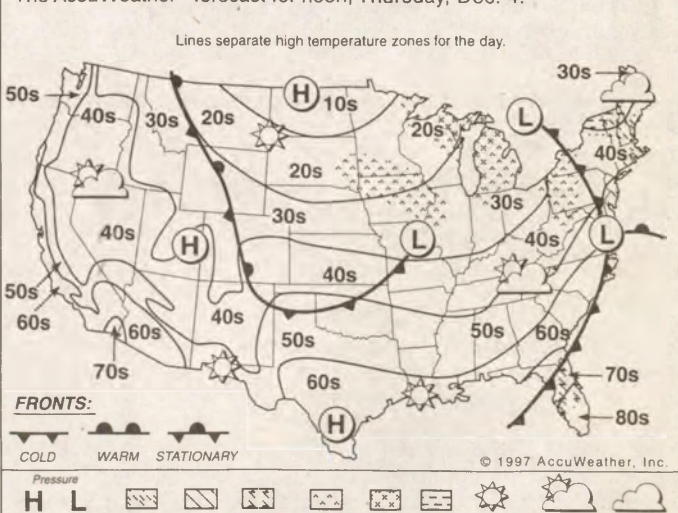 The AccuWeather® forecast for noon, Thursday, Dec. 4.
Lines separate high temperature zones for the day.
50s
40s
30s
20s
H
10s
20s
L
30s
40s
20s
30s
30s
40s
H
L
40s
L
50s
60s
40s
40s
60s
70s
50s
50s
60s
60s
70s
80s
H
FRONTS:
COLD WARM STATIONARY
© 1997 AccuWeather, Inc.
Pressure
H L